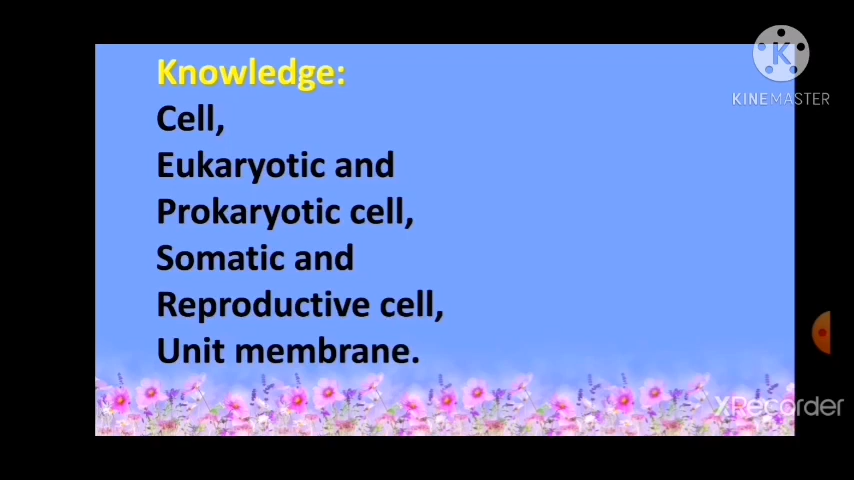 Knowledge:
Cell,
Eukaryotic and
Prokaryotic cell,
Somatic and
Reproductive cell,
Unit membrane.
K
KINEMASTER
XRecorder